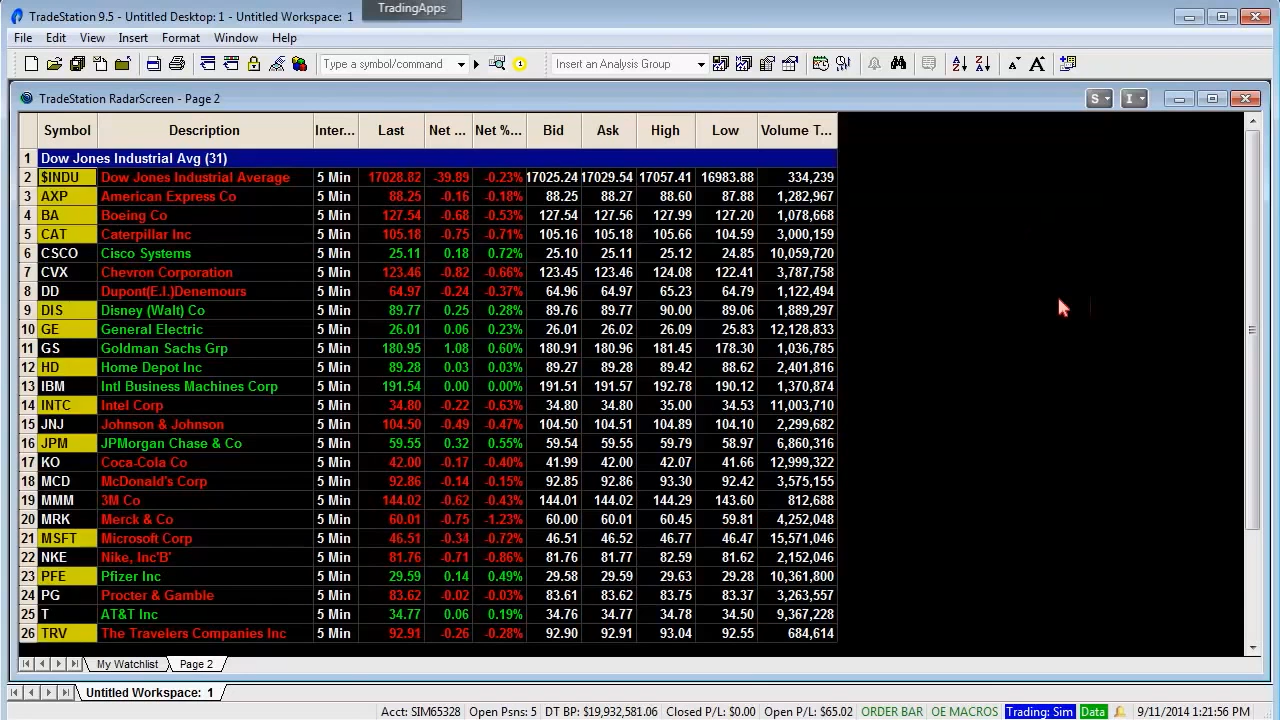 TradeStation 9.5 - Untitled Desktop: 1 - Untitled Workspace: 1
TradingApps
File Edit View Insert Format Window Help
Type a symbol/command Insert an Analysis Group
TradeStation RadarScreen - Page 2 S I
Symbol Description Inter... Last Net ... Net %... Bid Ask High Low Volume T...
1 Dow Jones Industrial Avg (31)
2 $INDU Dow Jones Industrial Average 5 Min 17028.82 -39.89 -0.23% 17025.24 17029.54 17057.41 16983.88 334,239
3 AXP American Express Co 5 Min 88.25 -0.16 -0.18% 88.25 88.27 88.60 87.88 1,282,967
4 BA Boeing Co 5 Min 127.54 -0.68 -0.53% 127.54 127.56 127.99 127.20 1,078,668
5 CAT Caterpillar Inc 5 Min 105.18 -0.75 -0.71% 105.16 105.18 105.66 104.59 3,000,159
6 CSCO Cisco Systems 5 Min 25.11 0.18 0.72% 25.10 25.11 25.12 24.85 10,059,720
7 CVX Chevron Corporation 5 Min 123.46 -0.82 -0.66% 123.45 123.46 124.08 122.41 3,787,758
8 DD Dupont(E.I.)Denemours 5 Min 64.97 -0.24 -0.37% 64.96 64.97 65.23 64.79 1,122,494
9 DIS Disney (Walt) Co 5 Min 89.77 0.25 0.28% 89.76 89.77 90.00 89.06 1,889,297
10 GE General Electric 5 Min 26.01 0.06 0.23% 26.01 26.02 26.09 25.83 12,128,833
11 GS Goldman Sachs Grp 5 Min 180.95 1.08 0.60% 180.91 180.96 181.45 178.30 1,036,785
12 HD Home Depot Inc 5 Min 89.28 0.03 0.03% 89.27 89.28 89.42 88.62 2,401,816
13 IBM Intl Business Machines Corp 5 Min 191.54 0.00 0.00% 191.51 191.57 192.78 190.12 1,370,874
14 INTC Intel Corp 5 Min 34.80 -0.22 -0.63% 34.80 34.80 35.00 34.53 11,003,710
15 JNJ Johnson & Johnson 5 Min 104.50 -0.49 -0.47% 104.50 104.51 104.89 104.10 2,299,682
16 JPM JPMorgan Chase & Co 5 Min 59.55 0.32 0.55% 59.54 59.55 59.79 58.97 6,860,316
17 KO Coca-Cola Co 5 Min 42.00 -0.17 -0.40% 41.99 42.00 42.07 41.66 12,999,322
18 MCD McDonald's Corp 5 Min 92.86 -0.14 -0.15% 92.85 92.86 93.30 92.42 3,575,155
19 MMM 3M Co 5 Min 144.02 -0.62 -0.43% 144.01 144.02 144.29 143.60 812,688
20 MRK Merck & Co 5 Min 60.01 -0.75 -1.23% 60.00 60.01 60.45 59.81 4,252,048
21 MSFT Microsoft Corp 5 Min 46.51 -0.34 -0.72% 46.51 46.52 46.77 46.47 15,571,046
22 NKE Nike, Inc'B' 5 Min 81.76 -0.71 -0.86% 81.76 81.77 82.59 81.62 2,152,046
23 PFE Pfizer Inc 5 Min 29.59 0.14 0.49% 29.58 29.59 29.63 29.28 10,361,800
24 PG Procter & Gamble 5 Min 83.62 -0.02 -0.03% 83.61 83.62 83.75 83.37 3,263,557
25 T AT&T Inc 5 Min 34.77 0.06 0.19% 34.76 34.77 34.78 34.50 9,367,228
26 TRV The Travelers Companies Inc 5 Min 92.91 -0.26 -0.28% 92.90 92.91 93.04 92.55 684,614
My Watchlist Page 2
Untitled Workspace: 1
Acct: SIM65328 Open Psns: 5 DT BP: $19,932,581.06 Closed P/L: $0.00 Open P/L: $65.02 ORDER BAR OE MACROS Trading: Sim Data 9/11/2014 1:21:56 PM